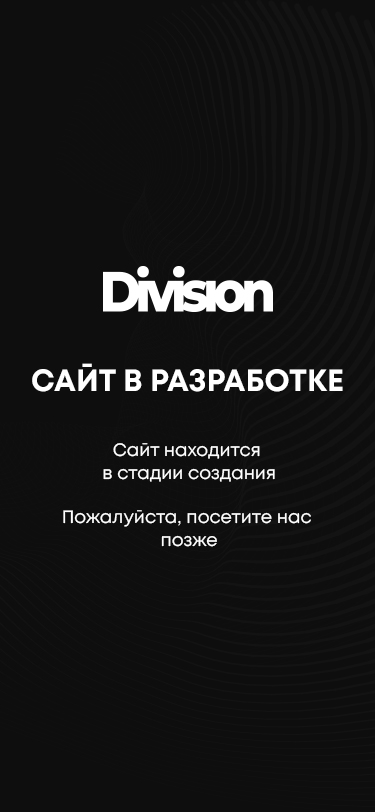 Division
САЙТ В РАЗРАБОТКЕ
Сайт находится
в стадии создания
Пожалуйста, посетите нас
позже